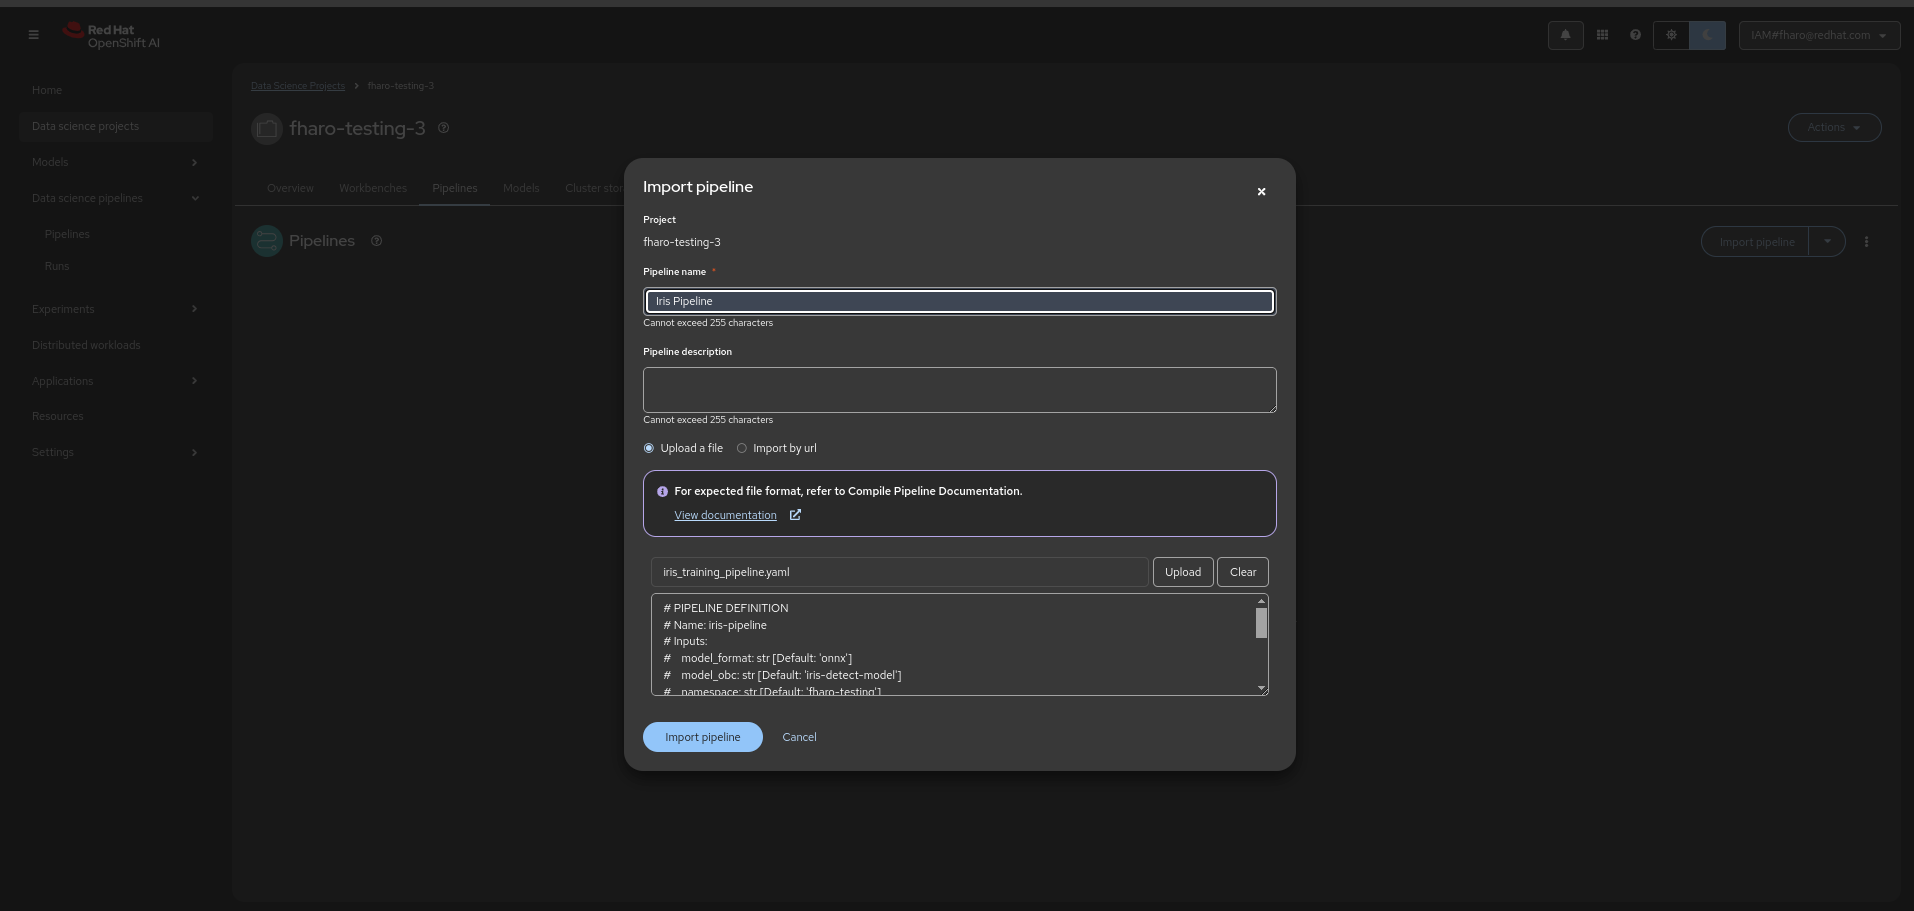 Red Hat
OpenShift AI
IAM#fharo@redhat.com
Home
Data science projects
Models
Data science pipelines
Pipelines
Runs
Experiments
Distributed workloads
Applications
Resources
Settings
Data Science Projects > fharo-testing-3
fharo-testing-3
Actions
Overview Workbenches Pipelines Models Cluster stor
Pipelines
Import pipeline
Import pipeline
Project
fharo-testing-3
Pipeline name *
Iris Pipeline
Cannot exceed 255 characters
Pipeline description
Cannot exceed 255 characters
Upload a file Import by url
For expected file format, refer to Compile Pipeline Documentation.
View documentation
iris_training_pipeline.yaml Upload Clear
# PIPELINE DEFINITION
# Name: iris-pipeline
# Inputs:
# model_format: str [Default: 'onnx']
# model_obc: str [Default: 'iris-detect-model']
# namespace: str [Default: 'fharo-testing']
Import pipeline Cancel